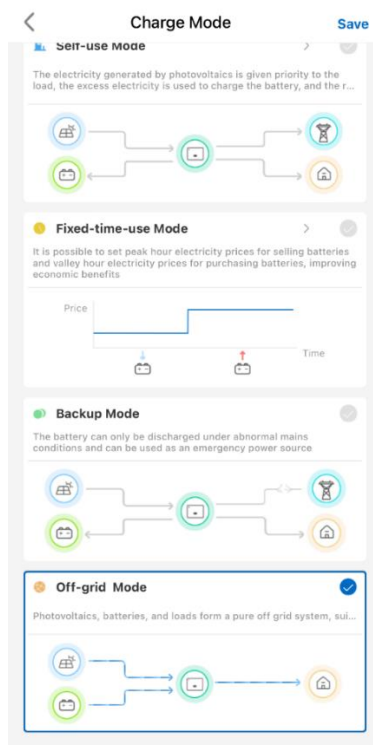 Charge Mode
Save
Self-use Mode
The electricity generated by photovoltaics is given priority to the
load, the excess electricity is used to charge the battery, and the r...
Fixed-time-use Mode
It is possible to set peak hour electricity prices for selling batteries
and valley hour electricity prices for purchasing batteries, improving
economic benefits
Price
Time
Backup Mode
The battery can only be discharged under abnormal mains
conditions and can be used as an emergency power source
Off-grid Mode
Photovoltaics, batteries, and loads form a pure off grid system, sui...